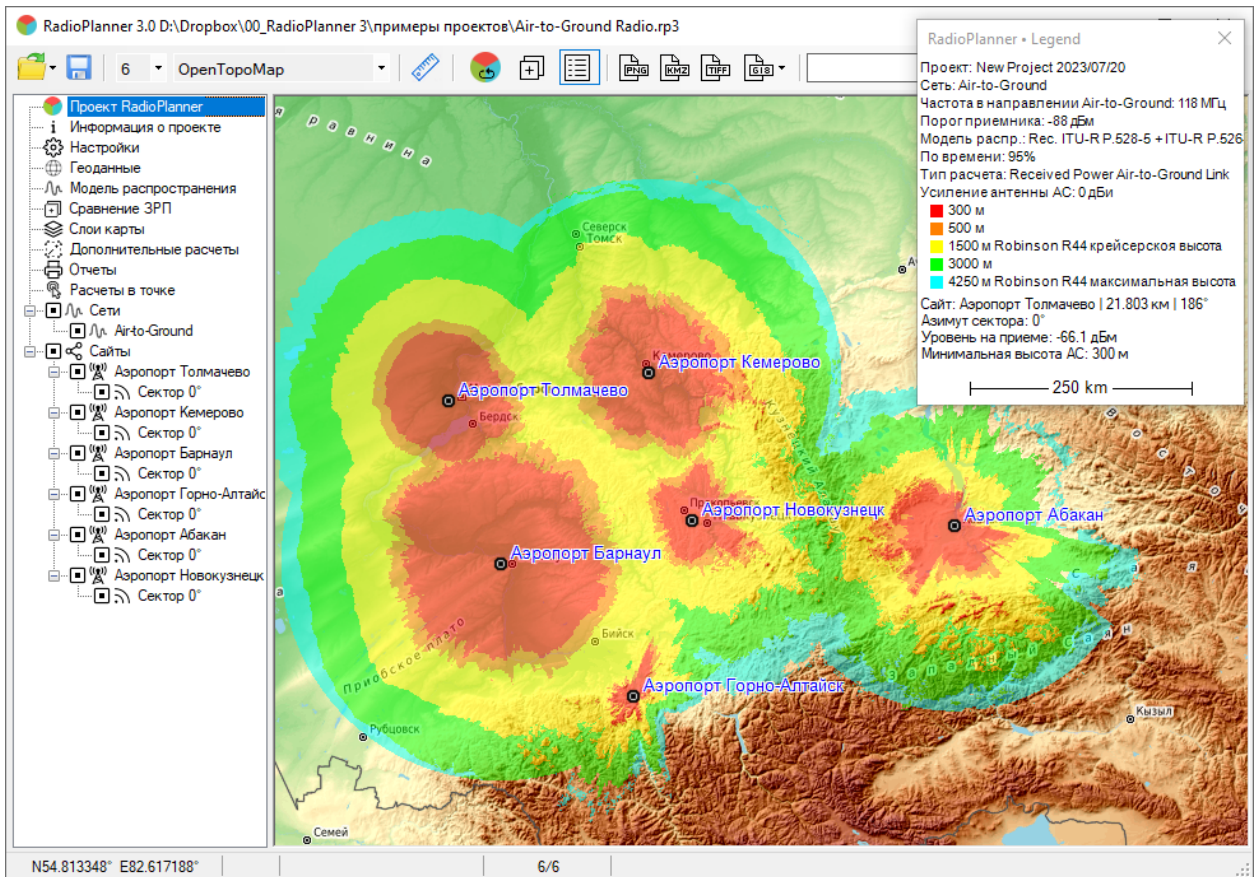 RadioPlanner 3.0 D:\Dropbox\00_RadioPlanner 3\примеры проектов\Air-to-Ground Radio.rp3
6
OpenTopoMap
PNG
KMZ
TIFF
GIS
Проект RadioPlanner
Информация о проекте
Настройки
Геоданные
Модель распространения
Сравнение ЗРП
Слои карты
Дополнительные расчеты
Отчеты
Расчеты в точке
Сети
Air-to-Ground
Сайты
Аэропорт Толмачево
Сектор 0°
Аэропорт Кемерово
Сектор 0°
Аэропорт Барнаул
Сектор 0°
Аэропорт Горно-Алтайс
Сектор 0°
Аэропорт Абакан
Сектор 0°
Аэропорт Новокузнецк
Сектор 0°
RadioPlanner • Legend
Проект: New Project 2023/07/20
Сеть: Air-to-Ground
Частота в направлении Air-to-Ground: 118 МГц
Порог приемника: -88 дБм
Модель распр.: Rec. ITU-R P.528-5 + ITU-R P.526
По времени: 95%
Тип расчета: Received Power Air-to-Ground Link
Усиление антенны АС: 0 дБи
300 м
500 м
1500 м Robinson R44 крейсерскоя высота
3000 м
4250 м Robinson R44 максимальная высота
Сайт: Аэропорт Толмачево | 21.803 км | 186°
Азимут сектора: 0°
Уровень на приеме: -66.1 дБм
Минимальная высота АС: 300 м
250 km
равнина
Северск
Томск
Кемерово
Аэропорт Кемерово
Аэропорт Толмачево
Бердск
Кузнецкий
Прокопьевск
Аэропорт Новокузнецк
Аэропорт Абакан
Аэропорт Барнаул
Бийск
Приобское плато
Западный Саян
Аэропорт Горно-Алтайск
Кызыл
Рубцовск
Семей
N54.813348° E82.617188°
6/6